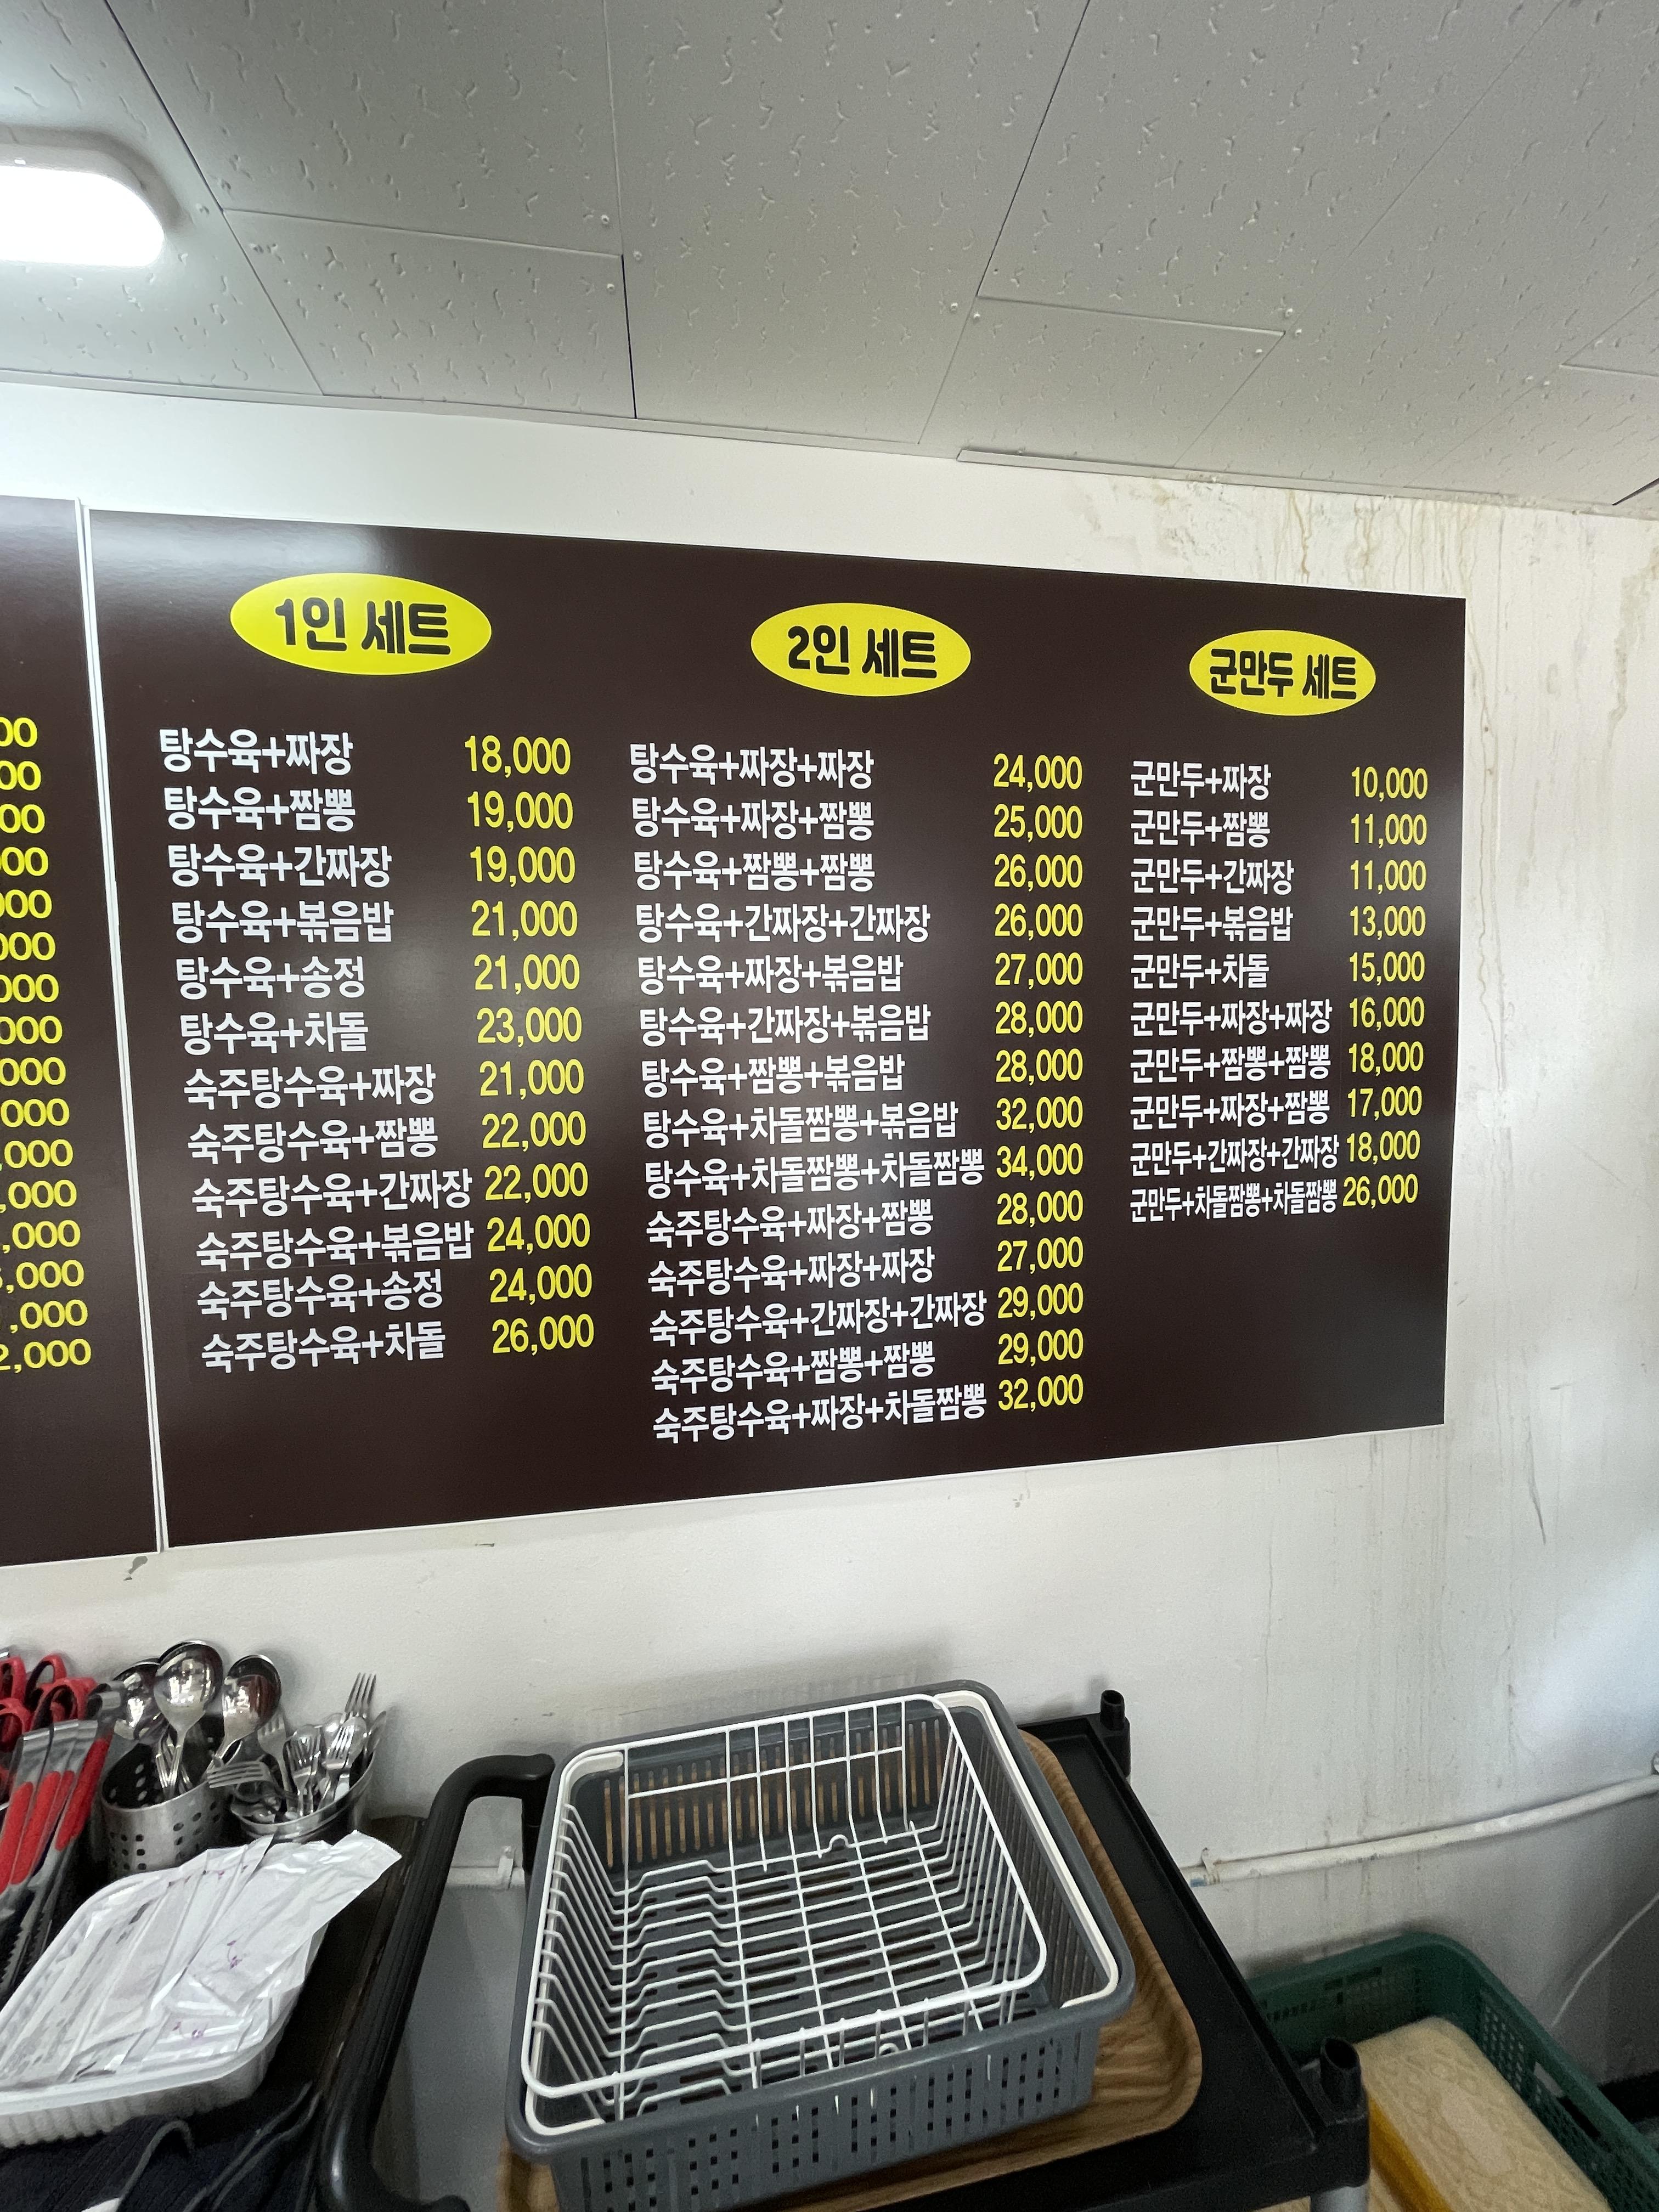 00
00
00
00
00
000
000
000
000
000
,000
,000
,000
,000
,000
2,000
1인 세트
탕수육+짜장 18,000
탕수육+짬뽕 19,000
탕수육+간짜장 19,000
탕수육+볶음밥 21,000
탕수육+송정 21,000
탕수육+차돌 23,000
숙주탕수육+짜장 21,000
숙주탕수육+짬뽕 22,000
숙주탕수육+간짜장 22,000
숙주탕수육+볶음밥 24,000
숙주탕수육+송정 24,000
숙주탕수육+차돌 26,000
2인 세트
탕수육+짜장+짜장 24,000
탕수육+짜장+짬뽕 25,000
탕수육+짬뽕+짬뽕 26,000
탕수육+간짜장+간짜장 26,000
탕수육+짜장+볶음밥 27,000
탕수육+간짜장+볶음밥 28,000
탕수육+짬뽕+볶음밥 28,000
탕수육+차돌짬뽕+볶음밥 32,000
탕수육+차돌짬뽕+차돌짬뽕 34,000
숙주탕수육+짜장+짬뽕 28,000
숙주탕수육+짜장+짜장 27,000
숙주탕수육+간짜장+간짜장 29,000
숙주탕수육+짬뽕+짬뽕 29,000
숙주탕수육+짜장+차돌짬뽕 32,000
군만두 세트
군만두+짜장 10,000
군만두+짬뽕 11,000
군만두+간짜장 11,000
군만두+볶음밥 13,000
군만두+차돌 15,000
군만두+짜장+짜장 16,000
군만두+짬뽕+짬뽕 18,000
군만두+짜장+짬뽕 17,000
군만두+간짜장+간짜장 18,000
군만두+차돌짬뽕+차돌짬뽕 26,000